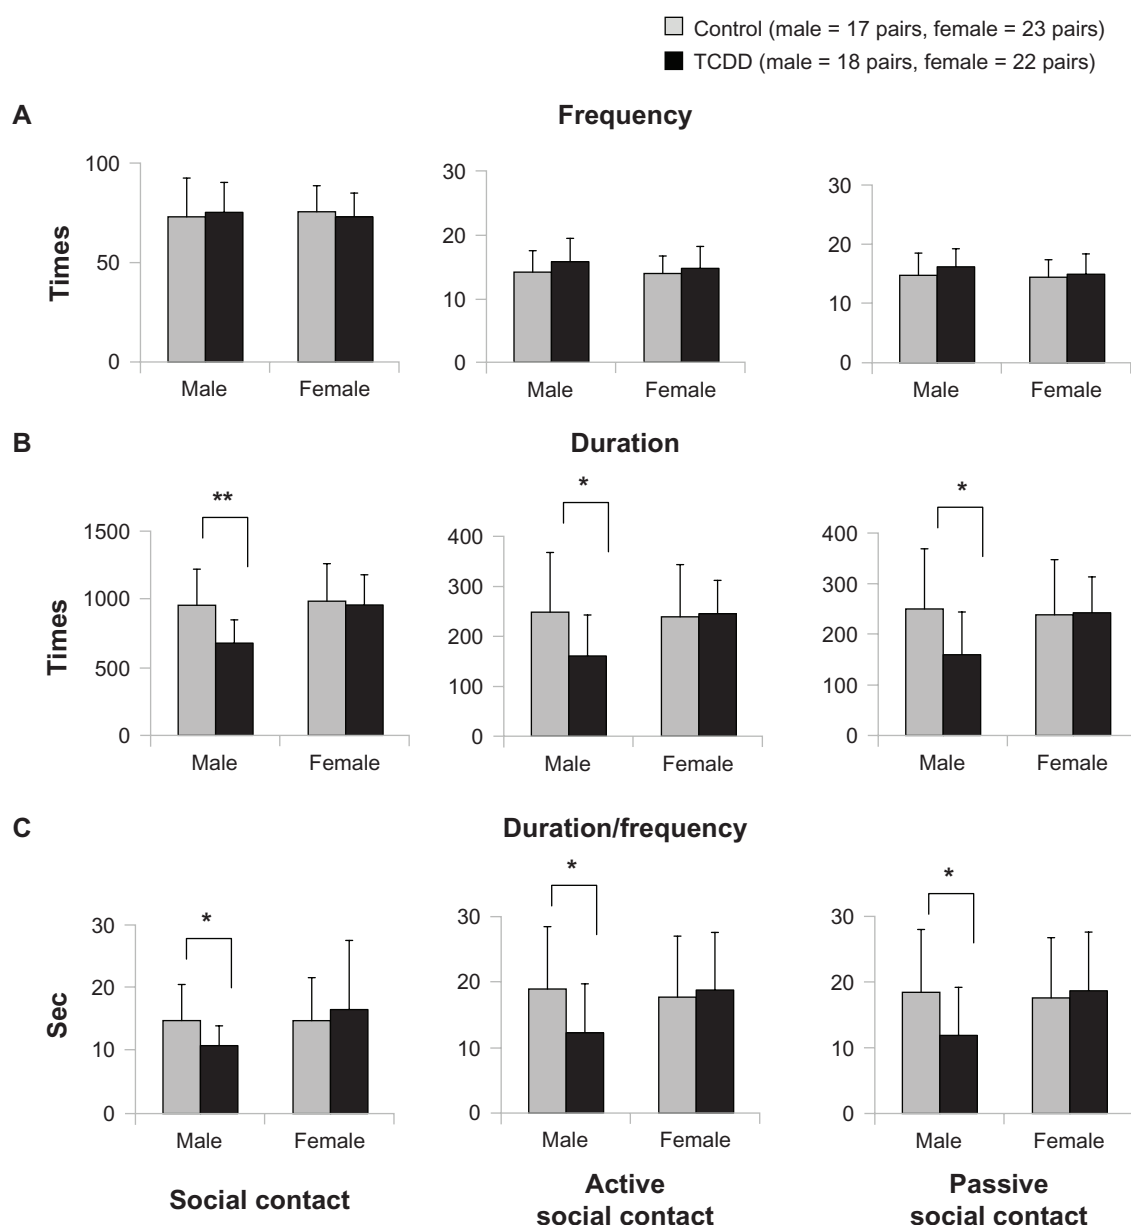 Control (male = 17 pairs, female = 23 pairs)
TCDD (male = 18 pairs, female = 22 pairs)
A
Frequency
Times
100
50
0
Male Female
30
20
10
0
Male Female
30
20
10
0
Male Female
B
Duration
Times
1500
1000
500
0
**
Male Female
400
300
200
100
0
*
Male Female
400
300
200
100
0
*
Male Female
C
Duration/frequency
Sec
30
20
10
0
*
Male Female
30
20
10
0
*
Male Female
30
20
10
0
*
Male Female
Social contact
Active
social contact
Passive
social contact